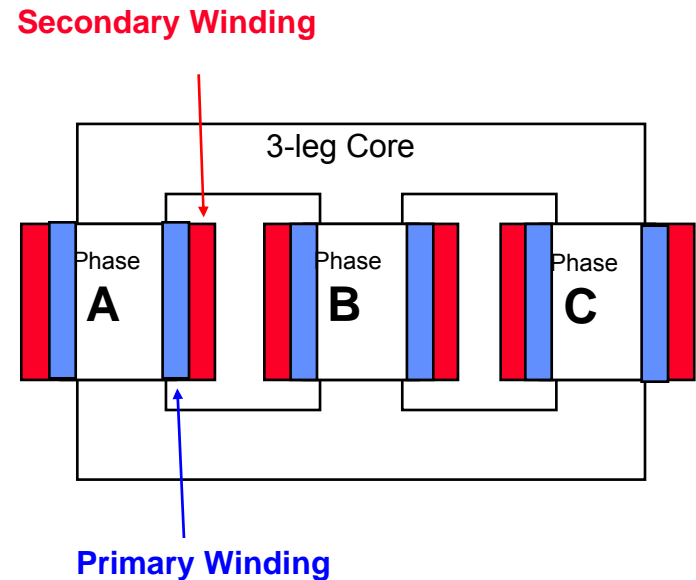 Secondary Winding
3-leg Core
Phase
A
Phase
B
Phase
C
Primary Winding